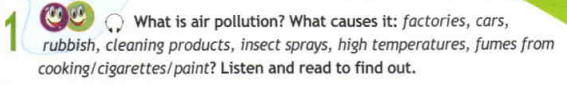 1 What is air pollution? What causes it: factories, cars,
rubbish, cleaning products, insect sprays, high temperatures, fumes from
cooking/cigarettes/paint? Listen and read to find out.